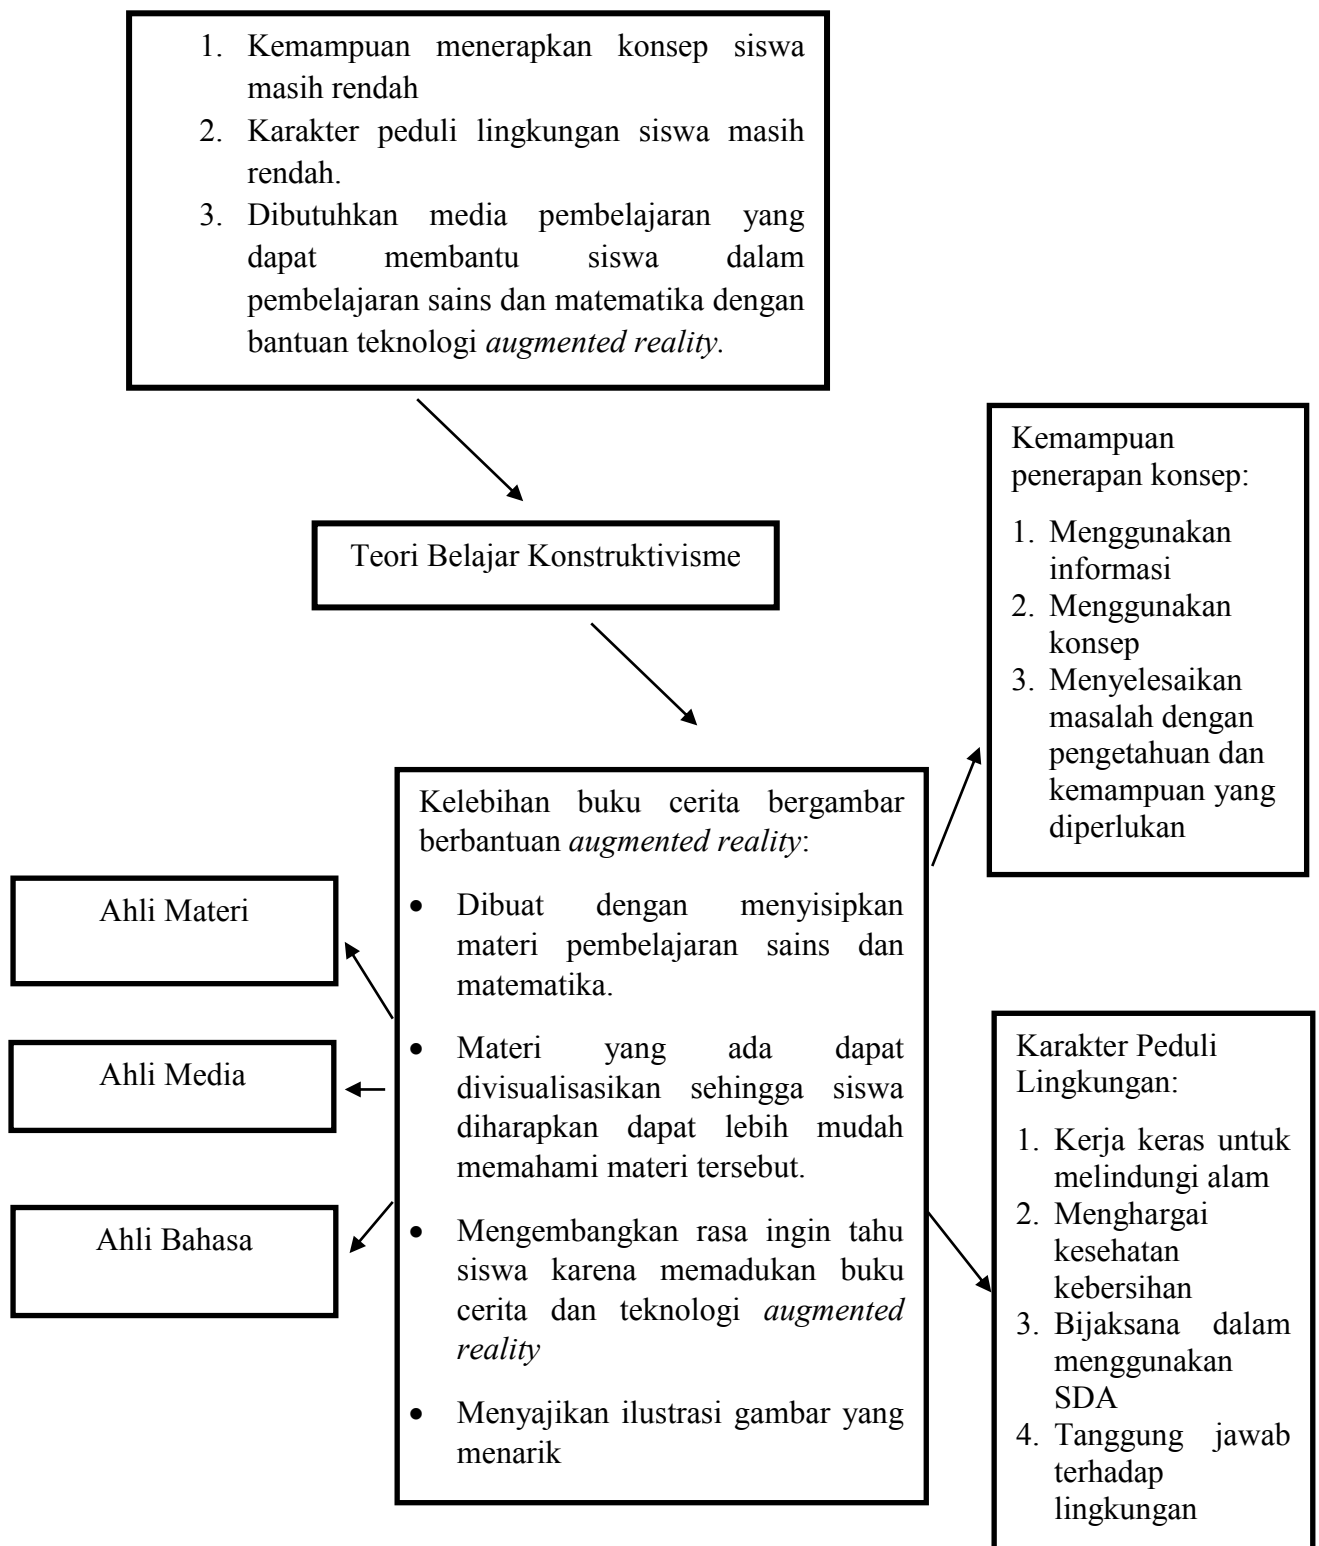 1. Kemampuan menerapkan konsep siswa
masih rendah
2. Karakter peduli lingkungan siswa masih
rendah.
3. Dibutuhkan media pembelajaran yang
dapat membantu siswa dalam
pembelajaran sains dan matematika dengan
bantuan teknologi augmented reality.
Teori Belajar Konstruktivisme
Kemampuan
penerapan konsep:
1. Menggunakan
informasi
2. Menggunakan
konsep
3. Menyelesaikan
masalah dengan
pengetahuan dan
kemampuan yang
diperlukan
Kelebihan buku cerita bergambar
berbantuan augmented reality:
• Dibuat dengan menyisipkan
materi pembelajaran sains dan
matematika.
• Materi yang ada dapat
divisualisasikan sehingga siswa
diharapkan dapat lebih mudah
memahami materi tersebut.
• Mengembangkan rasa ingin tahu
siswa karena memadukan buku
cerita dan teknologi augmented
reality
• Menyajikan ilustrasi gambar yang
menarik
Ahli Materi
Ahli Media
Ahli Bahasa
Karakter Peduli
Lingkungan:
1. Kerja keras untuk
melindungi alam
2. Menghargai
kesehatan
kebersihan
3. Bijaksana dalam
menggunakan
SDA
4. Tanggung jawab
terhadap
lingkungan